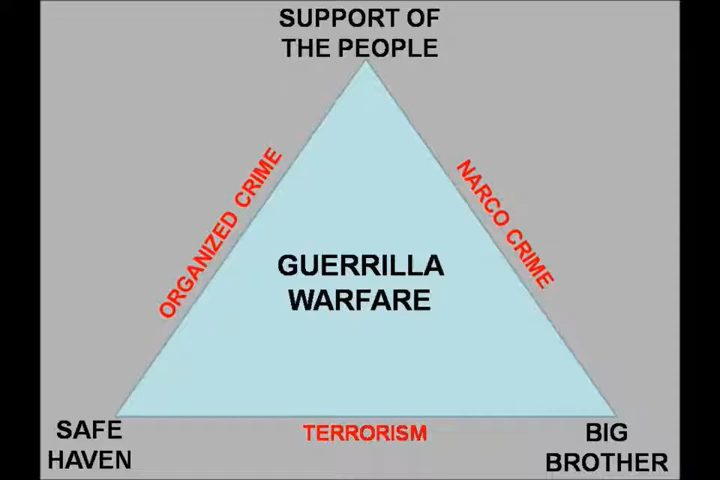 SUPPORT OF
THE PEOPLE
ORGANIZED CRIME
NARCO CRIME
GUERRILLA
WARFARE
SAFE
HAVEN
TERRORISM
BIG
BROTHER